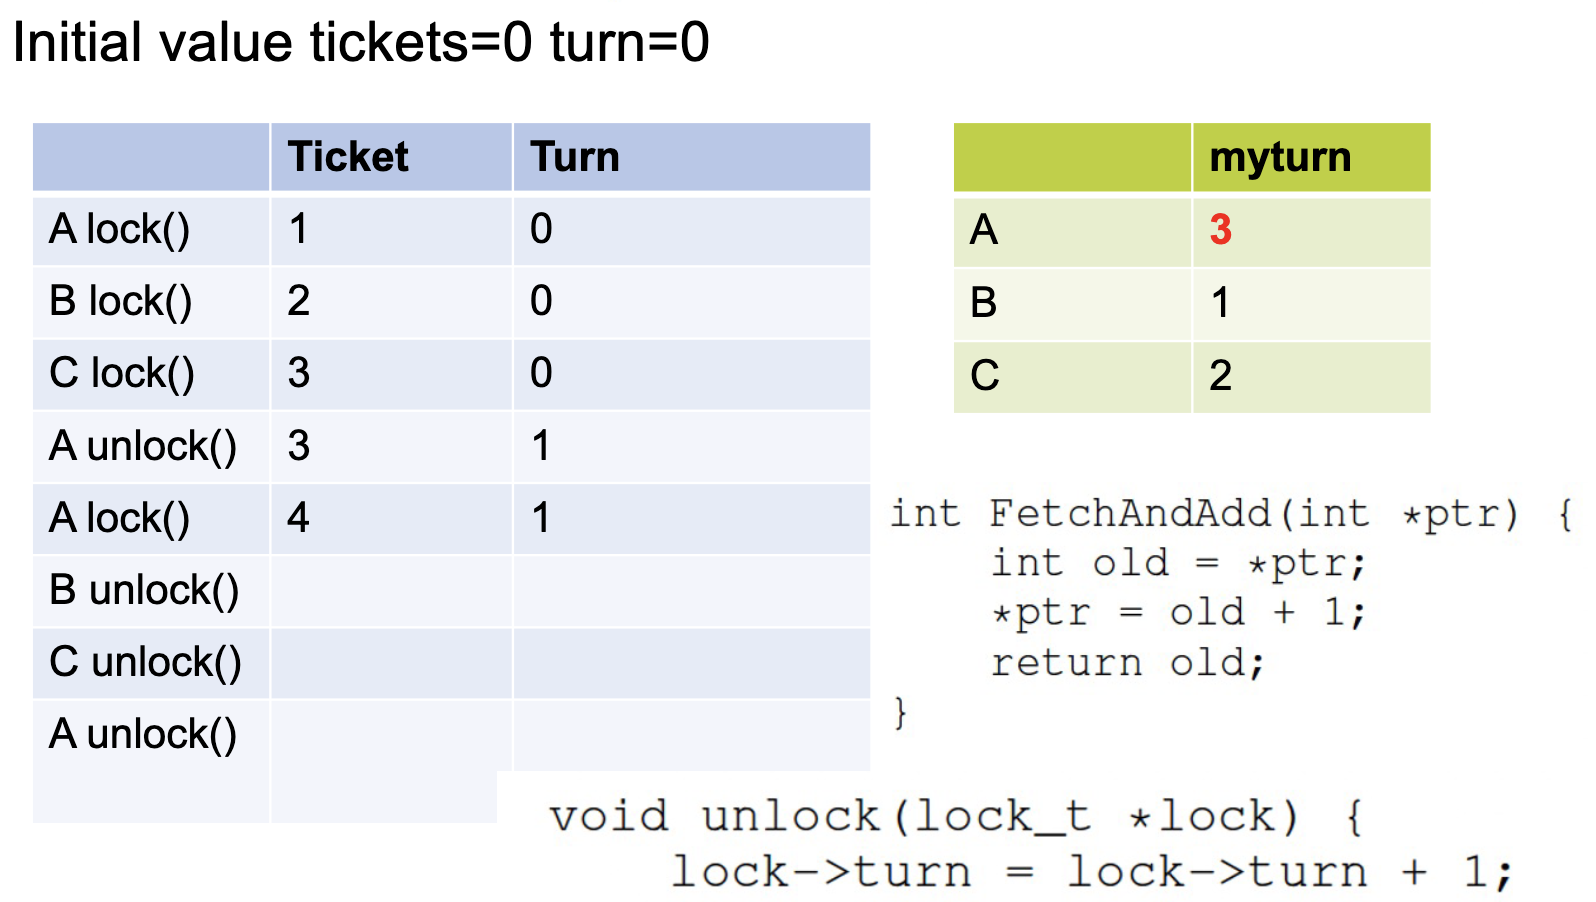 Initial value tickets=0 turn=0
Ticket Turn
A lock() 1 0
B lock() 2 0
C lock() 3 0
A unlock() 3 1
A lock() 4 1
B unlock()
C unlock()
A unlock()
myturn
A 3
B 1
C 2
int FetchAndAdd(int *ptr) {
int old = *ptr;
*ptr = old + 1;
return old;
}
void unlock(lock_t *lock) {
lock->turn = lock->turn + 1;